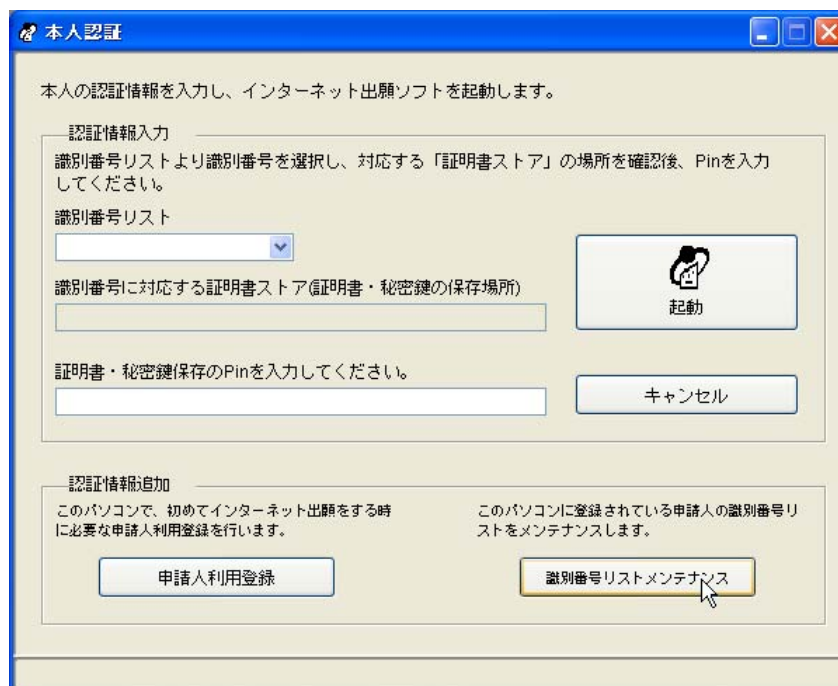 本人認証
本人の認証情報を入力し、インターネット出願ソフトを起動します。
認証情報入力
識別番号リストより識別番号を選択し、対応する「証明書ストア」の場所を確認後、Pinを入力
してください。
識別番号リスト
識別番号に対応する証明書ストア(証明書・秘密鍵の保存場所)
起動
証明書・秘密鍵保存のPinを入力してください。
キャンセル
認証情報追加
このパソコンで、初めてインターネット出願をする時
に必要な申請人利用登録を行います。
申請人利用登録
このパソコンに登録されている申請人の識別番号リ
ストをメンテナンスします。
識別番号リストメンテナンス